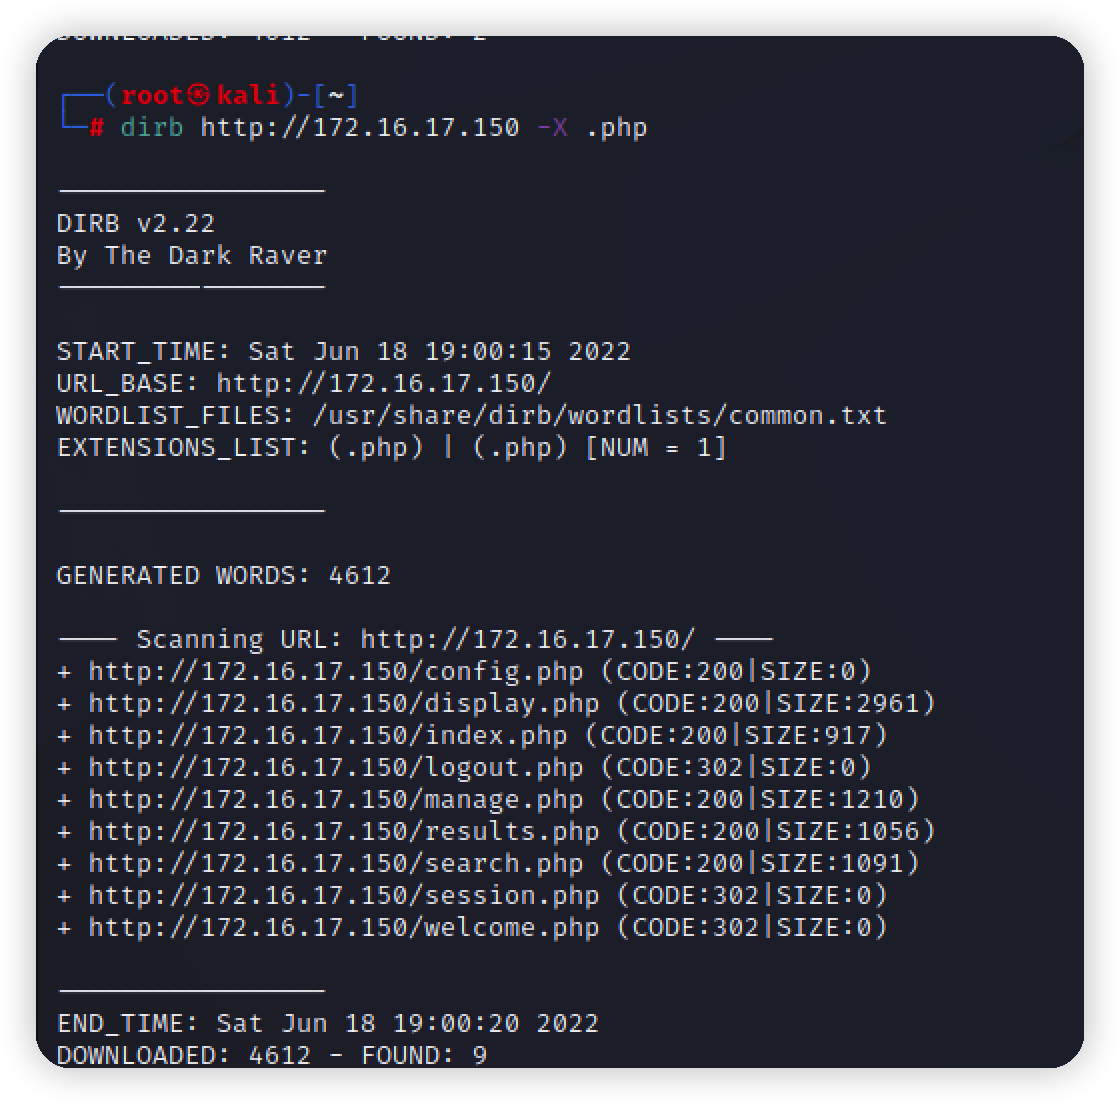 DOWNLOADED: 4612 - FOUND: 2
┌──(root㉿kali)-[~]
└─# dirb http://172.16.17.150 -X .php
-----------------
DIRB v2.22
By The Dark Raver
-----------------
START_TIME: Sat Jun 18 19:00:15 2022
URL_BASE: http://172.16.17.150/
WORDLIST_FILES: /usr/share/dirb/wordlists/common.txt
EXTENSIONS_LIST: (.php) | (.php) [NUM = 1]
-----------------
GENERATED WORDS: 4612
---- Scanning URL: http://172.16.17.150/ ----
+ http://172.16.17.150/config.php (CODE:200|SIZE:0)
+ http://172.16.17.150/display.php (CODE:200|SIZE:2961)
+ http://172.16.17.150/index.php (CODE:200|SIZE:917)
+ http://172.16.17.150/logout.php (CODE:302|SIZE:0)
+ http://172.16.17.150/manage.php (CODE:200|SIZE:1210)
+ http://172.16.17.150/results.php (CODE:200|SIZE:1056)
+ http://172.16.17.150/search.php (CODE:200|SIZE:1091)
+ http://172.16.17.150/session.php (CODE:302|SIZE:0)
+ http://172.16.17.150/welcome.php (CODE:302|SIZE:0)
-----------------
END_TIME: Sat Jun 18 19:00:20 2022
DOWNLOADED: 4612 - FOUND: 9